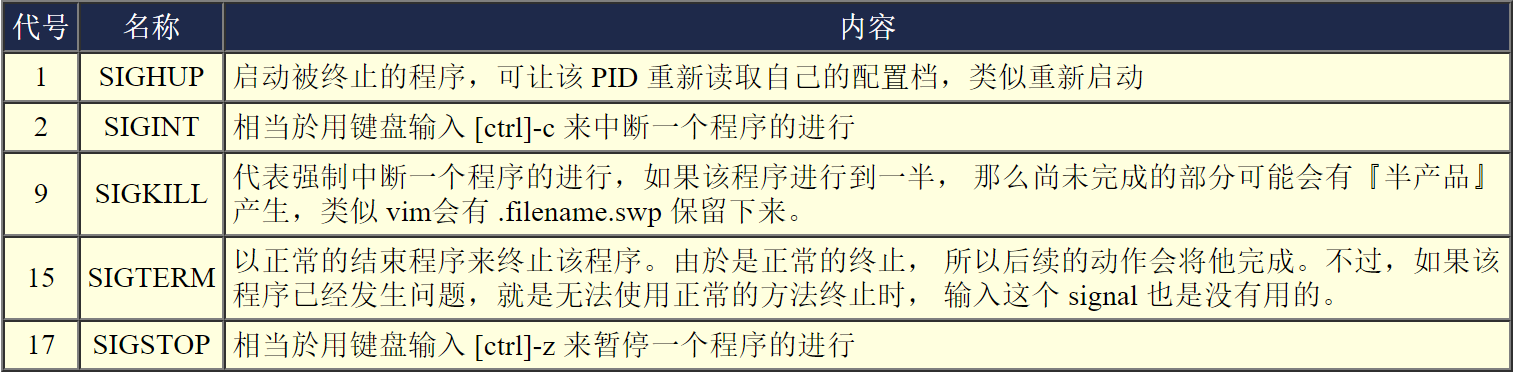 代号 名称 内容
1 SIGHUP 启动被终止的程序，可让该 PID 重新读取自己的配置档，类似重新启动
2 SIGINT 相当於用键盘输入 [ctrl]-c 来中断一个程序的进行
9 SIGKILL 代表强制中断一个程序的进行，如果该程序进行到一半， 那么尚未完成的部分可能会有『半产品』
产生，类似 vim会有 .filename.swp 保留下来。
15 SIGTERM 以正常的结束程序来终止该程序。由於是正常的终止， 所以后续的动作会将他完成。不过，如果该
程序已经发生问题，就是无法使用正常的方法终止时， 输入这个 signal 也是没有用的。
17 SIGSTOP 相当於用键盘输入 [ctrl]-z 来暂停一个程序的进行